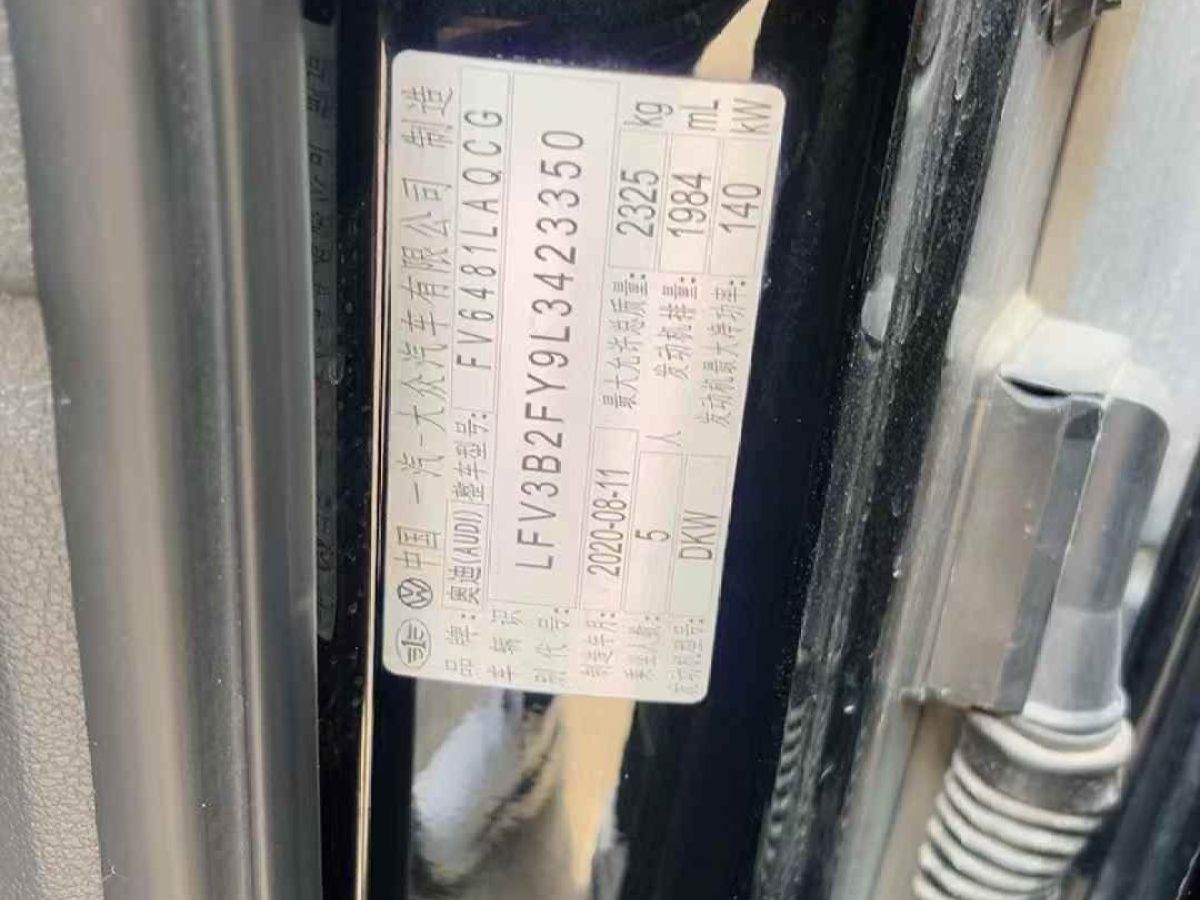 中国 一汽-大众汽车有限公司 制造
品牌: 奥迪(AUDI) 整车型号: FV6481LAQCG
车辆识别代号: LFV3B2FY9L3423350
制造年月: 2020-08-11 最大允许总质量: 2325 kg
乘坐人数: 5 人 发动机排量: 1984 mL
发动机型号: DKW 发动机最大净功率: 140 kW